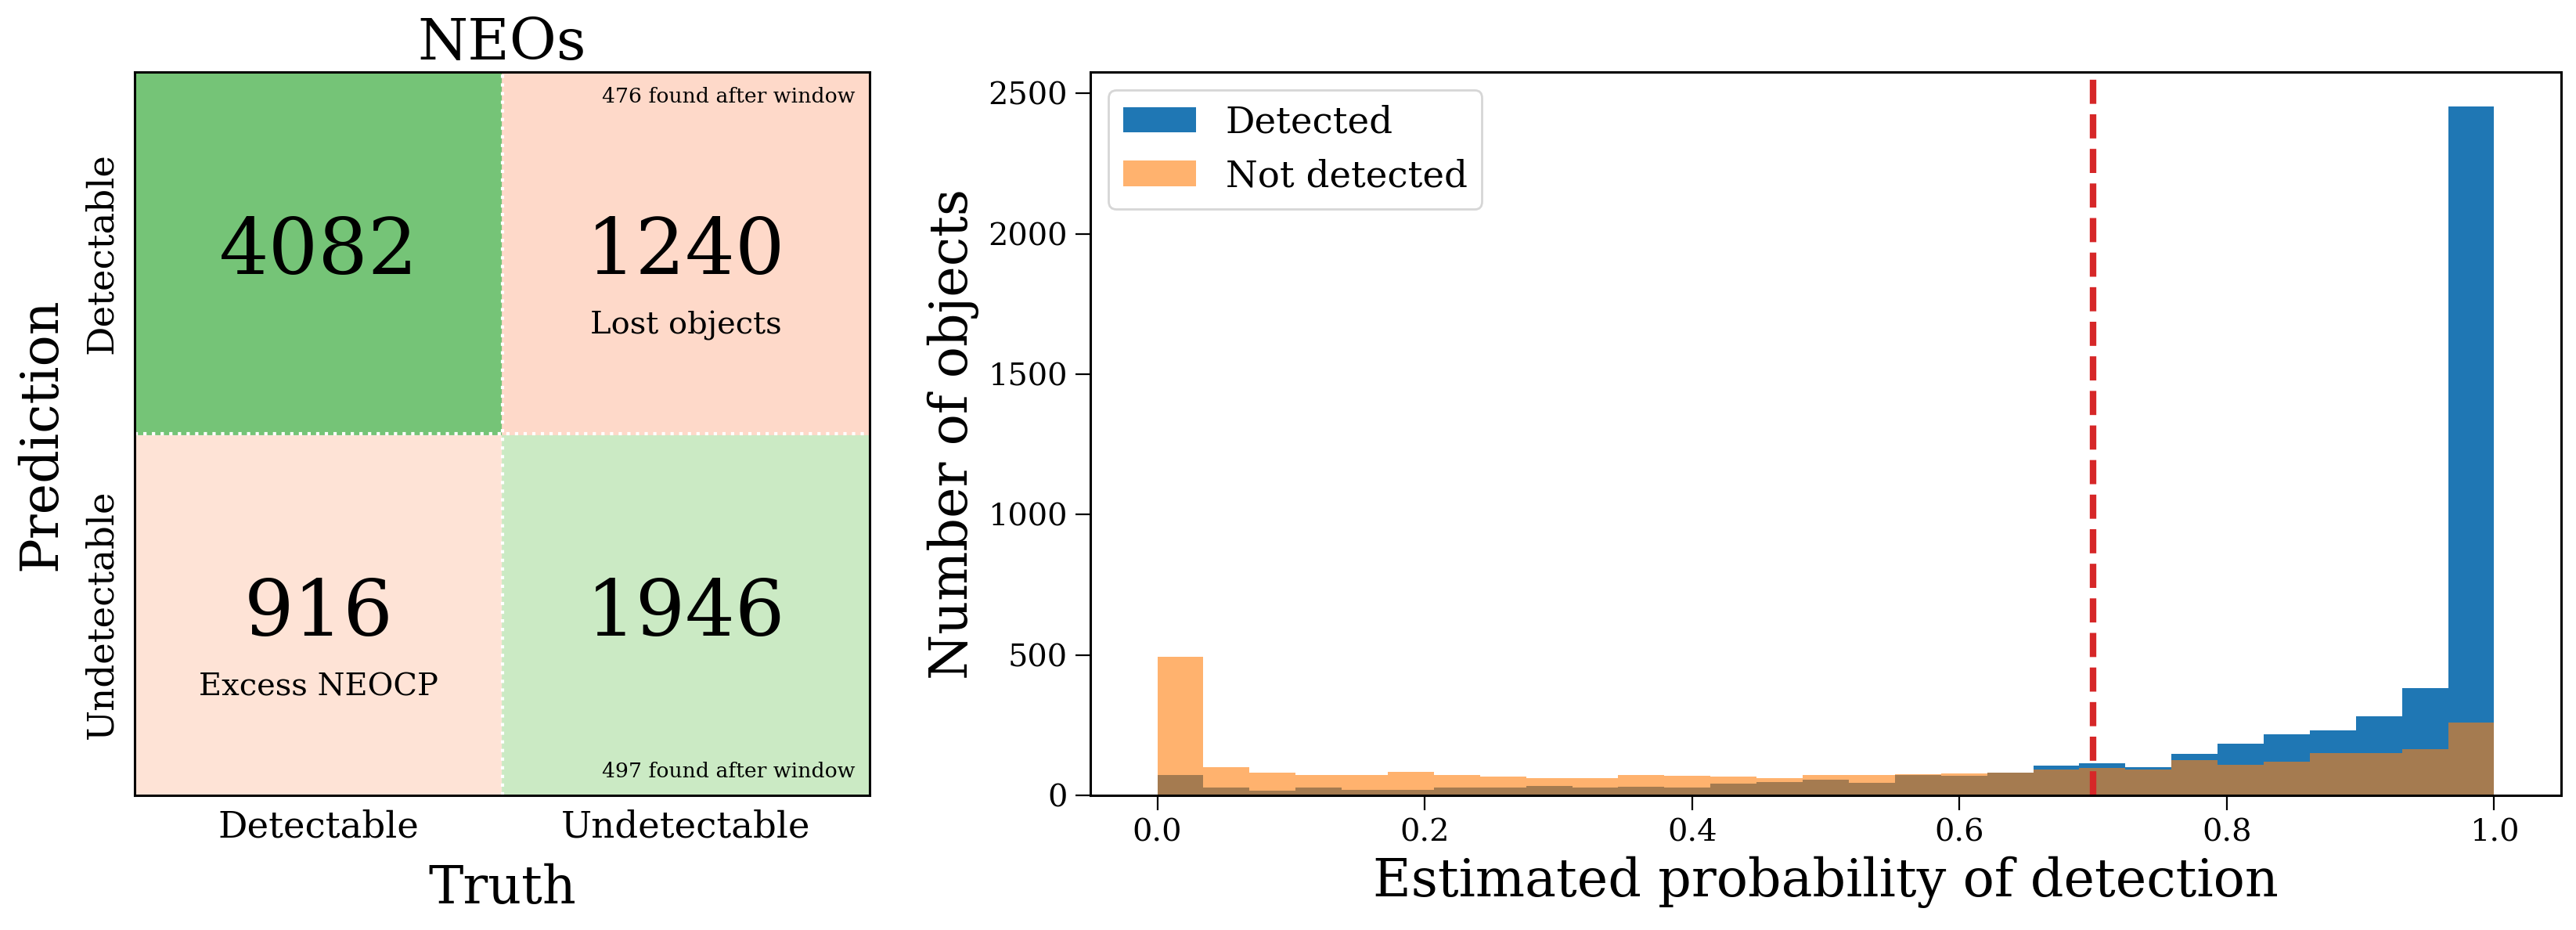 NEOs
476 found after window
4082
1240
Lost objects
916
Excess NEOCP
1946
497 found after window
Prediction
Detectable
Undetectable
Detectable
Undetectable
Truth
Number of objects
2500
2000
1500
1000
500
0
Detected
Not detected
0.0
0.2
0.4
0.6
0.8
1.0
Estimated probability of detection